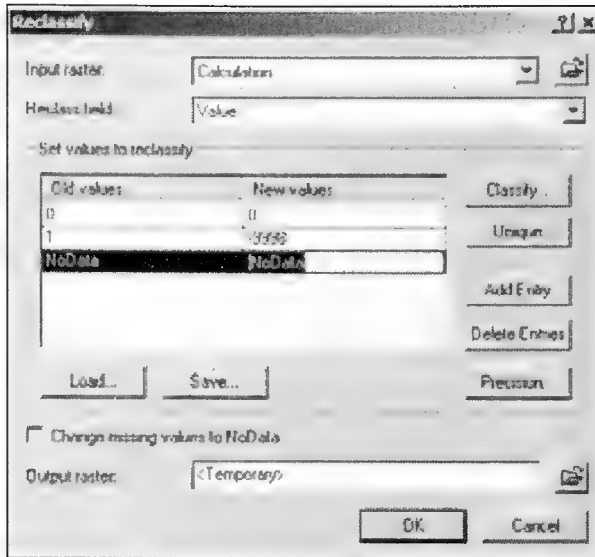 Reclassify
Input raster: Calculation
Reclass field: Value
Set values to reclassify
Old values New values
0 0
1 -9998
NoData NoData
Classify...
Unique
Add Entry
Delete Entries
Load... Save... Precision...
Change missing values to NoData
Output raster: <Temporary>
OK Cancel